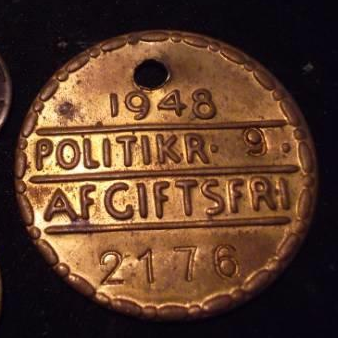 1948
POLITIKR. 9.
AFGIFTSFRI
2176